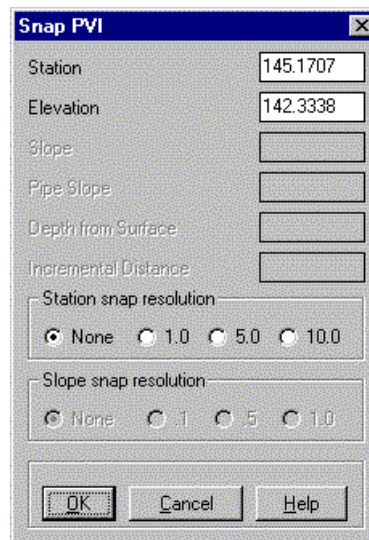 Snap PVI
Station 145.1707
Elevation 142.3338
Slope
Pipe Slope
Depth from Surface
Incremental Distance
Station snap resolution
None 1.0 5.0 10.0
Slope snap resolution
None .1 .5 1.0
OK Cancel Help